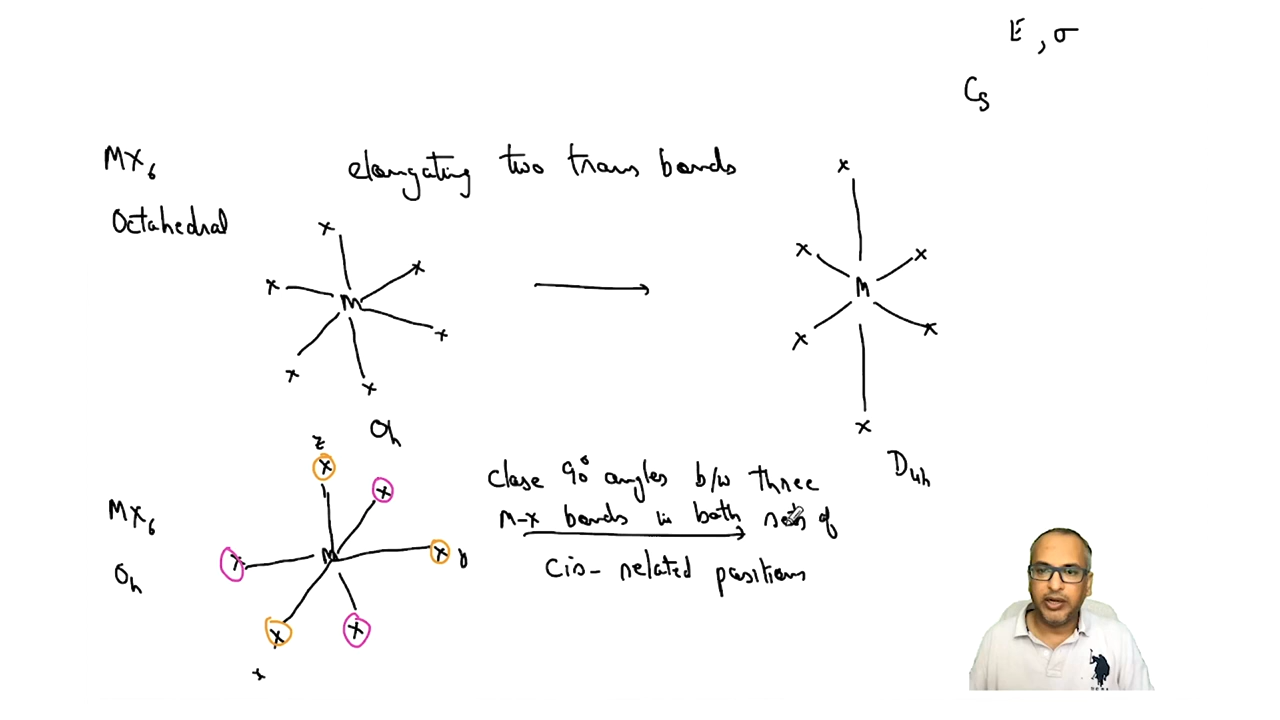 E, σ
Cs
MX6
elongating two trans bonds
Octahedral
X
X
X
X
M
X
X
X
X
X
M
X
X
X
X
Oh
D4h
z
X
X
MX6
X
M
X y
Oh
X
X
x
Close 90° angles b/w three
M-X bonds in both sets of
cis-related positions